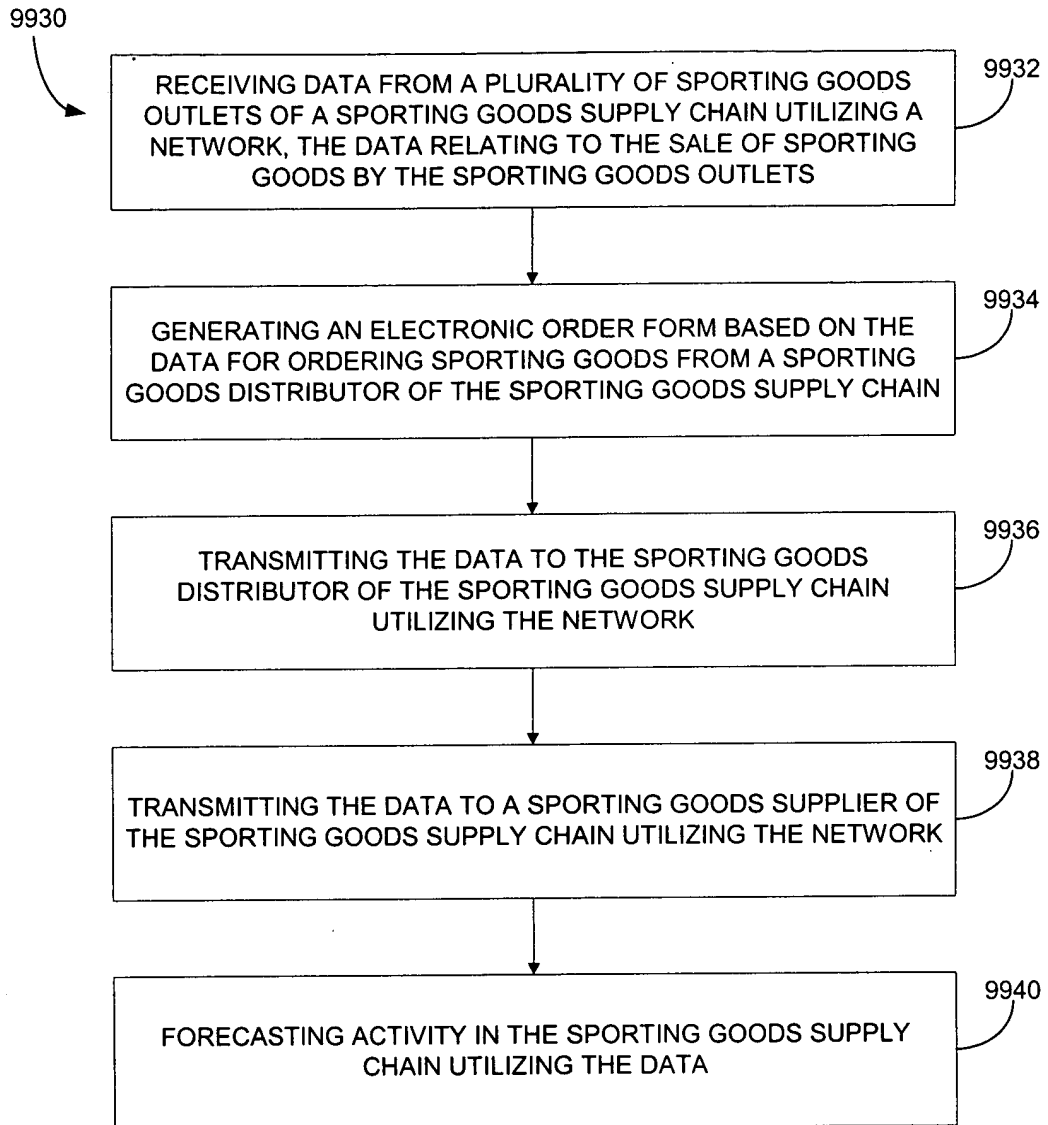 9930
RECEIVING DATA FROM A PLURALITY OF SPORTING GOODS
OUTLETS OF A SPORTING GOODS SUPPLY CHAIN UTILIZING A
NETWORK, THE DATA RELATING TO THE SALE OF SPORTING
GOODS BY THE SPORTING GOODS OUTLETS
9932
GENERATING AN ELECTRONIC ORDER FORM BASED ON THE
DATA FOR ORDERING SPORTING GOODS FROM A SPORTING
GOODS DISTRIBUTOR OF THE SPORTING GOODS SUPPLY CHAIN
9934
TRANSMITTING THE DATA TO THE SPORTING GOODS
DISTRIBUTOR OF THE SPORTING GOODS SUPPLY CHAIN
UTILIZING THE NETWORK
9936
TRANSMITTING THE DATA TO A SPORTING GOODS SUPPLIER OF
THE SPORTING GOODS SUPPLY CHAIN UTILIZING THE NETWORK
9938
FORECASTING ACTIVITY IN THE SPORTING GOODS SUPPLY
CHAIN UTILIZING THE DATA
9940